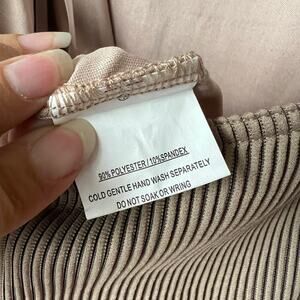 90% POLYESTER / 10% SPANDEX
COLD GENTLE HAND WASH SEPARATELY
DO NOT SOAK OR WRING